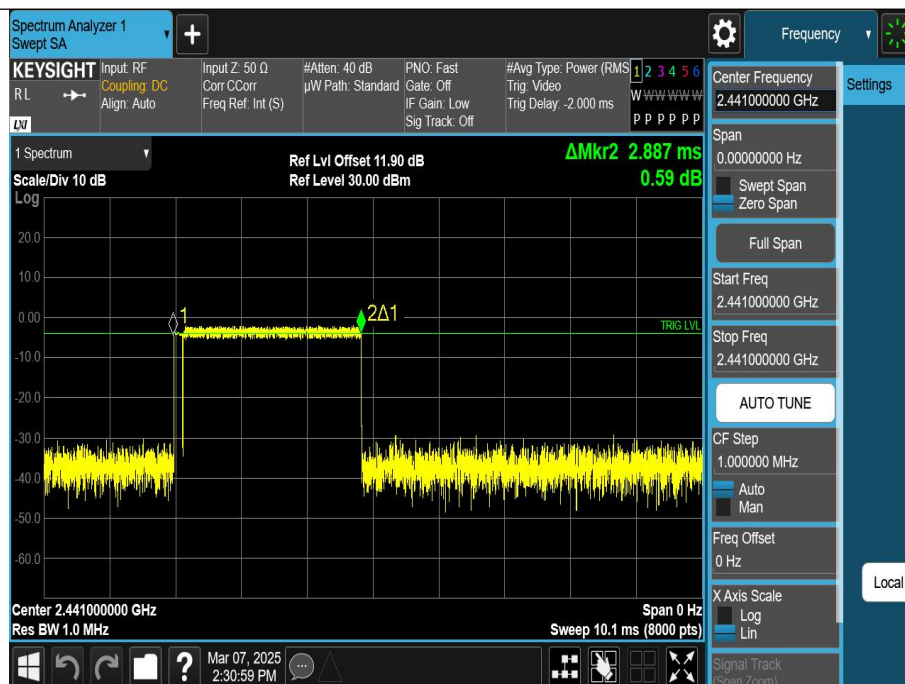 Spectrum Analyzer 1
Swept SA
Frequency
KEYSIGHT
RL
LXI
Input: RF
Coupling: DC
Align: Auto
Input Z: 50 Ω
Corr CCorr
Freq Ref: Int (S)
#Atten: 40 dB
µW Path: Standard
PNO: Fast
Gate: Off
IF Gain: Low
Sig Track: Off
#Avg Type: Power (RMS
Trig: Video
Trig Delay: -2.000 ms
1 2 3 4 5 6
W W W W W W
P P P P P P
1 Spectrum
Scale/Div 10 dB
Log
Ref Lvl Offset 11.90 dB
Ref Level 30.00 dBm
ΔMkr2 2.887 ms
0.59 dB
20.0
10.0
0.00
-10.0
-20.0
-30.0
-40.0
-50.0
-60.0
1
2Δ1
TRIG LVL
Center 2.441000000 GHz
Res BW 1.0 MHz
Span 0 Hz
Sweep 10.1 ms (8000 pts)
?
Mar 07, 2025
2:30:59 PM
Center Frequency
2.441000000 GHz
Settings
Span
0.00000000 Hz
Swept Span
Zero Span
Full Span
Start Freq
2.441000000 GHz
Stop Freq
2.441000000 GHz
AUTO TUNE
CF Step
1.000000 MHz
Auto
Man
Freq Offset
0 Hz
Local
X Axis Scale
Log
Lin
Signal Track
(Span Zoom)